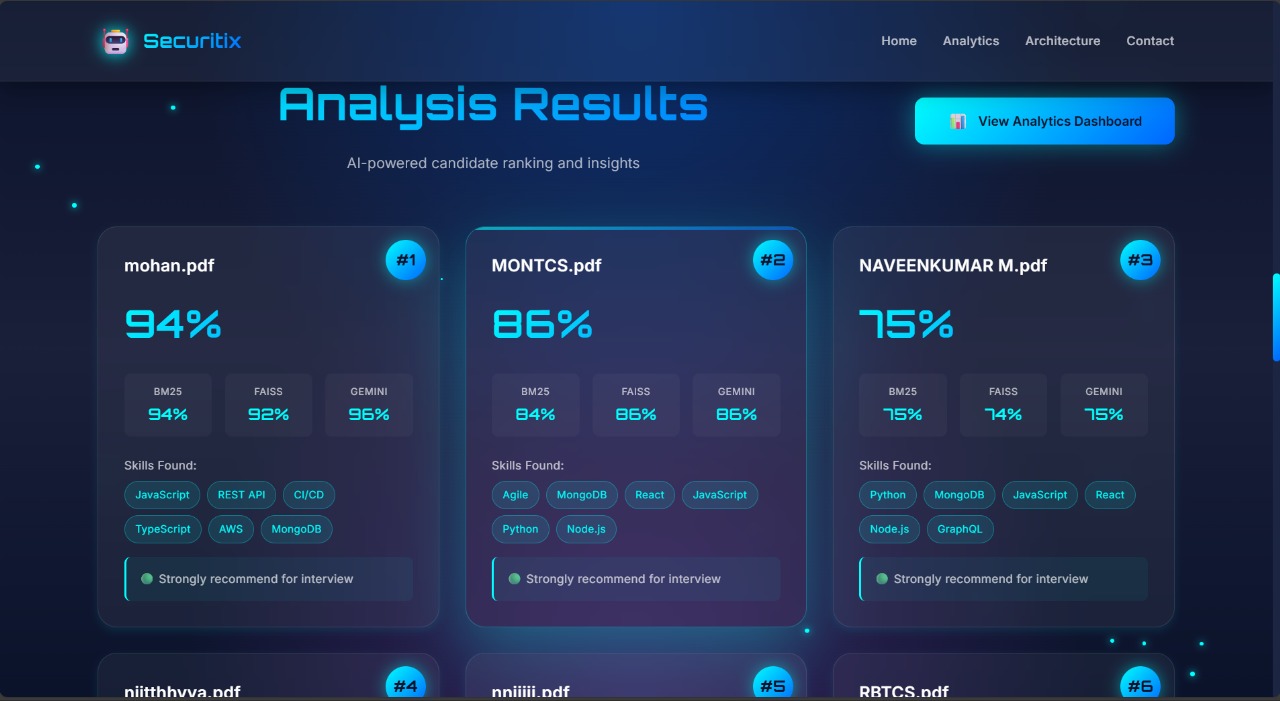 Securitix
Home Analytics Architecture Contact
Analysis Results
View Analytics Dashboard
AI-powered candidate ranking and insights
mohan.pdf #1
94%
BM25 FAISS GEMINI
94% 92% 96%
Skills Found:
JavaScript REST API CI/CD
TypeScript AWS MongoDB
Strongly recommend for interview
MONTCS.pdf #2
86%
BM25 FAISS GEMINI
84% 86% 86%
Skills Found:
Agile MongoDB React JavaScript
Python Node.js
Strongly recommend for interview
NAVEENKUMAR M.pdf #3
75%
BM25 FAISS GEMINI
75% 74% 75%
Skills Found:
Python MongoDB JavaScript React
Node.js GraphQL
Strongly recommend for interview
#4
#5
RBTCS.pdf #6